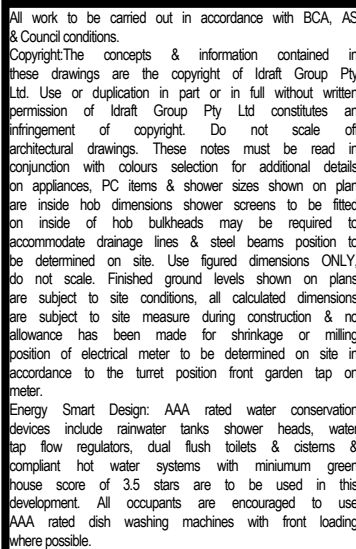 All work to be carried out in accordance with BCA, AS
& Council conditions.
Copyright:The concepts & information contained in
these drawings are the copyright of Idraft Group Pty
Ltd. Use or duplication in part or in full without written
permission of Idraft Group Pty Ltd constitutes an
infringement of copyright. Do not scale off
architectural drawings. These notes must be read in
conjunction with colours selection for additional details
on appliances, PC items & shower sizes shown on plan
are inside hob dimensions shower screens to be fitted
on inside of hob bulkheads may be required to
accommodate drainage lines & steel beams position to
be determined on site. Use figured dimensions ONLY,
do not scale. Finished ground levels shown on plans
are subject to site conditions, all calculated dimensions
are subject to site measure during construction & no
allowance has been made for shrinkage or milling
position of electrical meter to be determined on site in
accordance to the turret position front garden tap on
meter.
Energy Smart Design: AAA rated water conservation
devices include rainwater tanks shower heads, water
tap flow regulators, dual flush toilets & cisterns &
compliant hot water systems with miniumum green
house score of 3.5 stars are to be used in this
development. All occupants are encouraged to use
AAA rated dish washing machines with front loading
where possible.